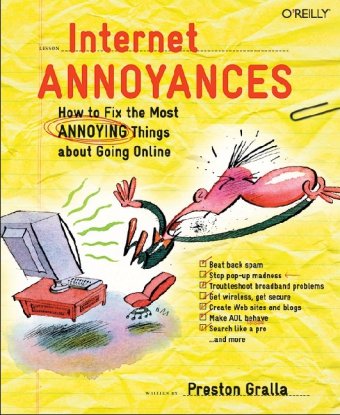 O'REILLY
LESSON Internet
ANNOYANCES
How to Fix the Most
ANNOYING Things
about Going Online
Beat back spam
Stop pop-up madness
Troubleshoot broadband problems
Get wireless, get secure
Create Web sites and blogs
Make AOL behave
Search like a pro
...and more
WRITTEN BY Preston Gralla